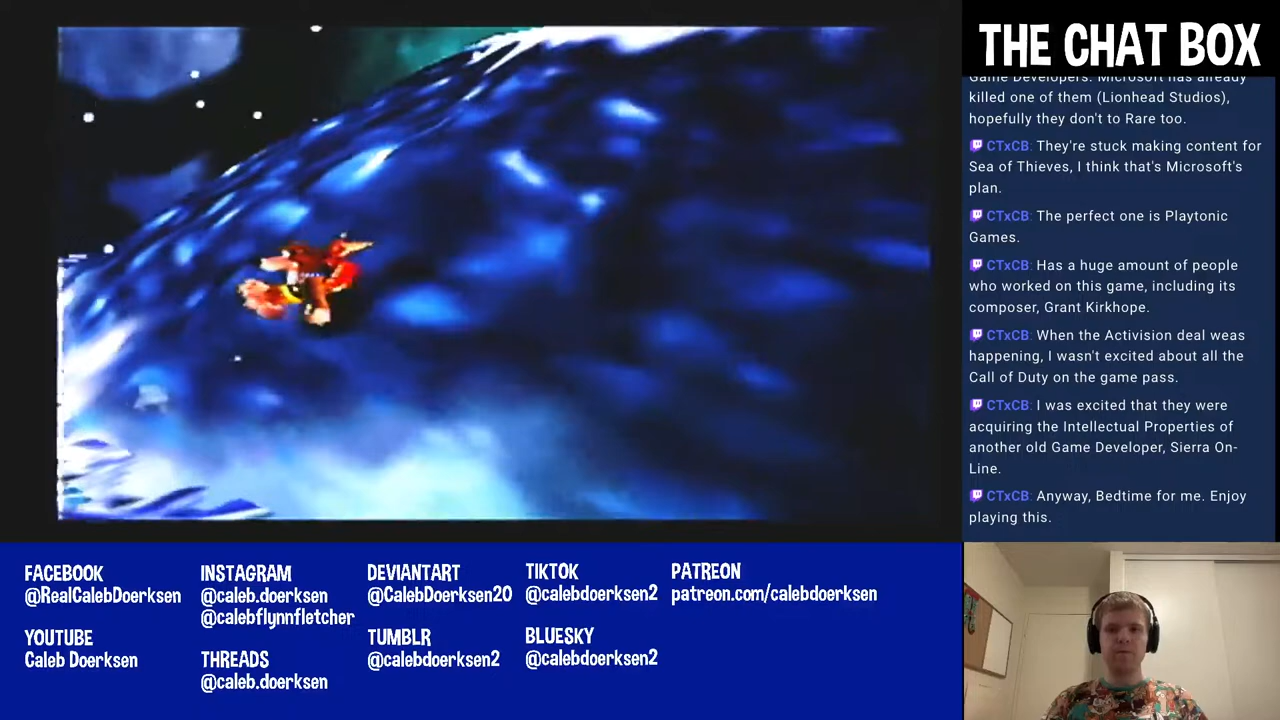 THE CHAT BOX
Game Developers. Microsoft has already
killed one of them (Lionhead Studios),
hopefully they don't to Rare too.
CTxCB: They're stuck making content for
Sea of Thieves, I think that's Microsoft's
plan.
CTxCB: The perfect one is Playtonic
Games.
CTxCB: Has a huge amount of people
who worked on this game, including its
composer, Grant Kirkhope.
CTxCB: When the Activision deal weas
happening, I wasn't excited about all the
Call of Duty on the game pass.
CTxCB: I was excited that they were
acquiring the Intellectual Properties of
another old Game Developer, Sierra On-
Line.
CTxCB: Anyway, Bedtime for me. Enjoy
playing this.
FACEBOOK
@RealCalebDoerksen
YOUTUBE
Caleb Doerksen
INSTAGRAM
@caleb.doerksen
@calebflynnfletcher
THREADS
@caleb.doerksen
DEVIANTART
@CalebDoerksen20
TUMBLR
@calebdoerksen2
TIKTOK
@calebdoerksen2
BLUESKY
@calebdoerksen2
PATREON
patreon.com/calebdoerksen